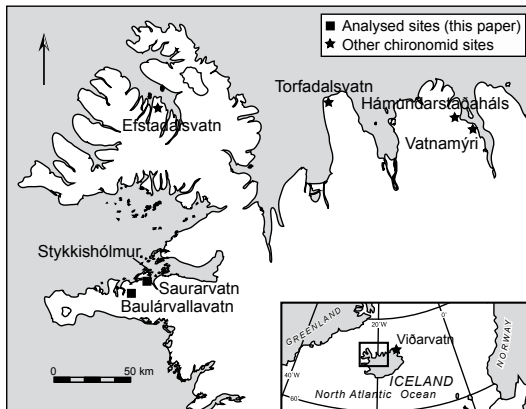 Analysed sites (this paper)
Other chironomid sites
Torfadalsvatn
Hámundarstaðaháls
Efstadalsvatn
Vatnamýri
Stykkishólmur
Saurarvatn
Baulárvallavatn
0 50 km
GREENLAND
20˚W
0˚
NORWAY
Viðarvatn
ICELAND
40˚W
North Atlantic Ocean
60˚